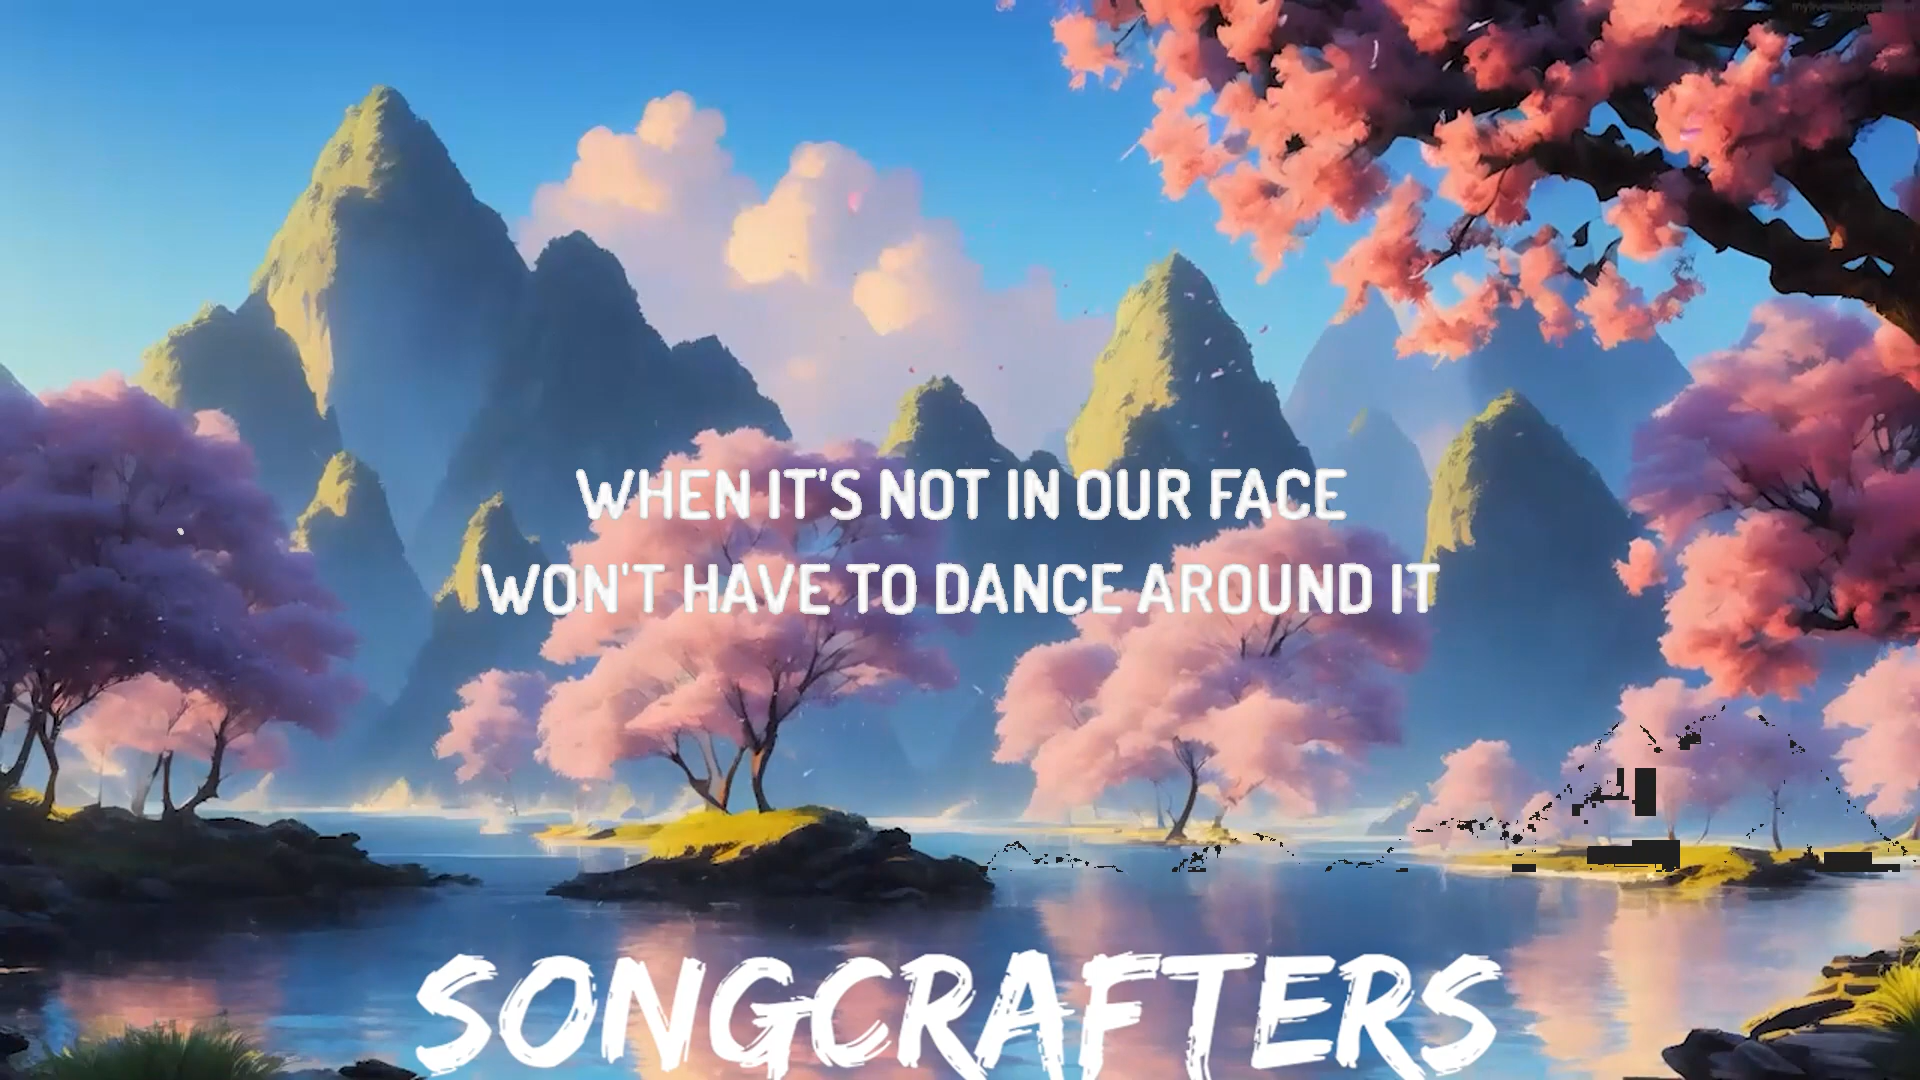 WHEN IT'S NOT IN OUR FACE
WON'T HAVE TO DANCE AROUND IT
SONGCRAFTERS